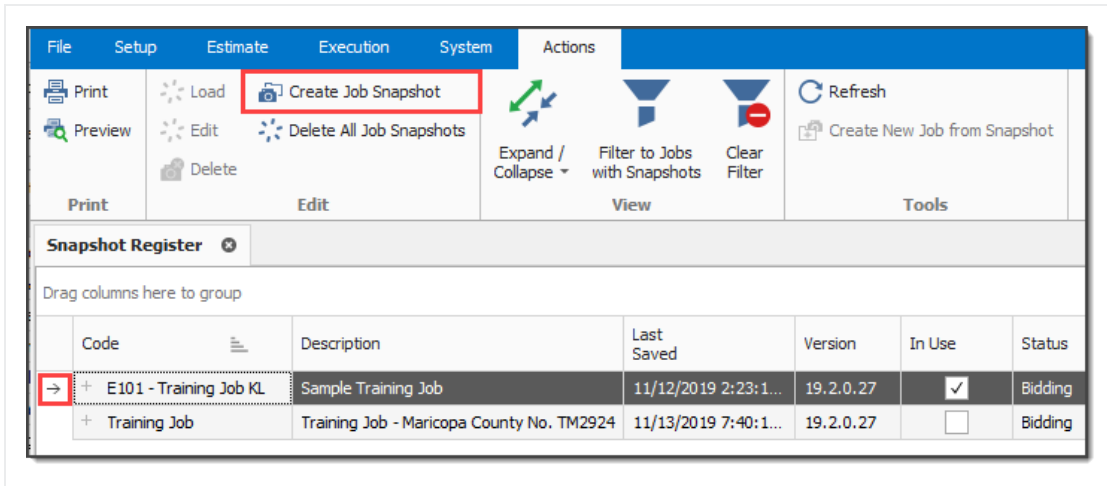 File Setup Estimate Execution System Actions
Print Load Create Job Snapshot Refresh
Preview Edit Delete All Job Snapshots Create New Job from Snapshot
Delete
Expand / Collapse
Filter to Jobs with Snapshots
Clear Filter
Print Edit View Tools
Snapshot Register
Drag columns here to group
Code Description Last Saved Version In Use Status
E101 - Training Job KL Sample Training Job 11/12/2019 2:23:1... 19.2.0.27 Bidding
Training Job Training Job - Maricopa County No. TM2924 11/13/2019 7:40:1... 19.2.0.27 Bidding